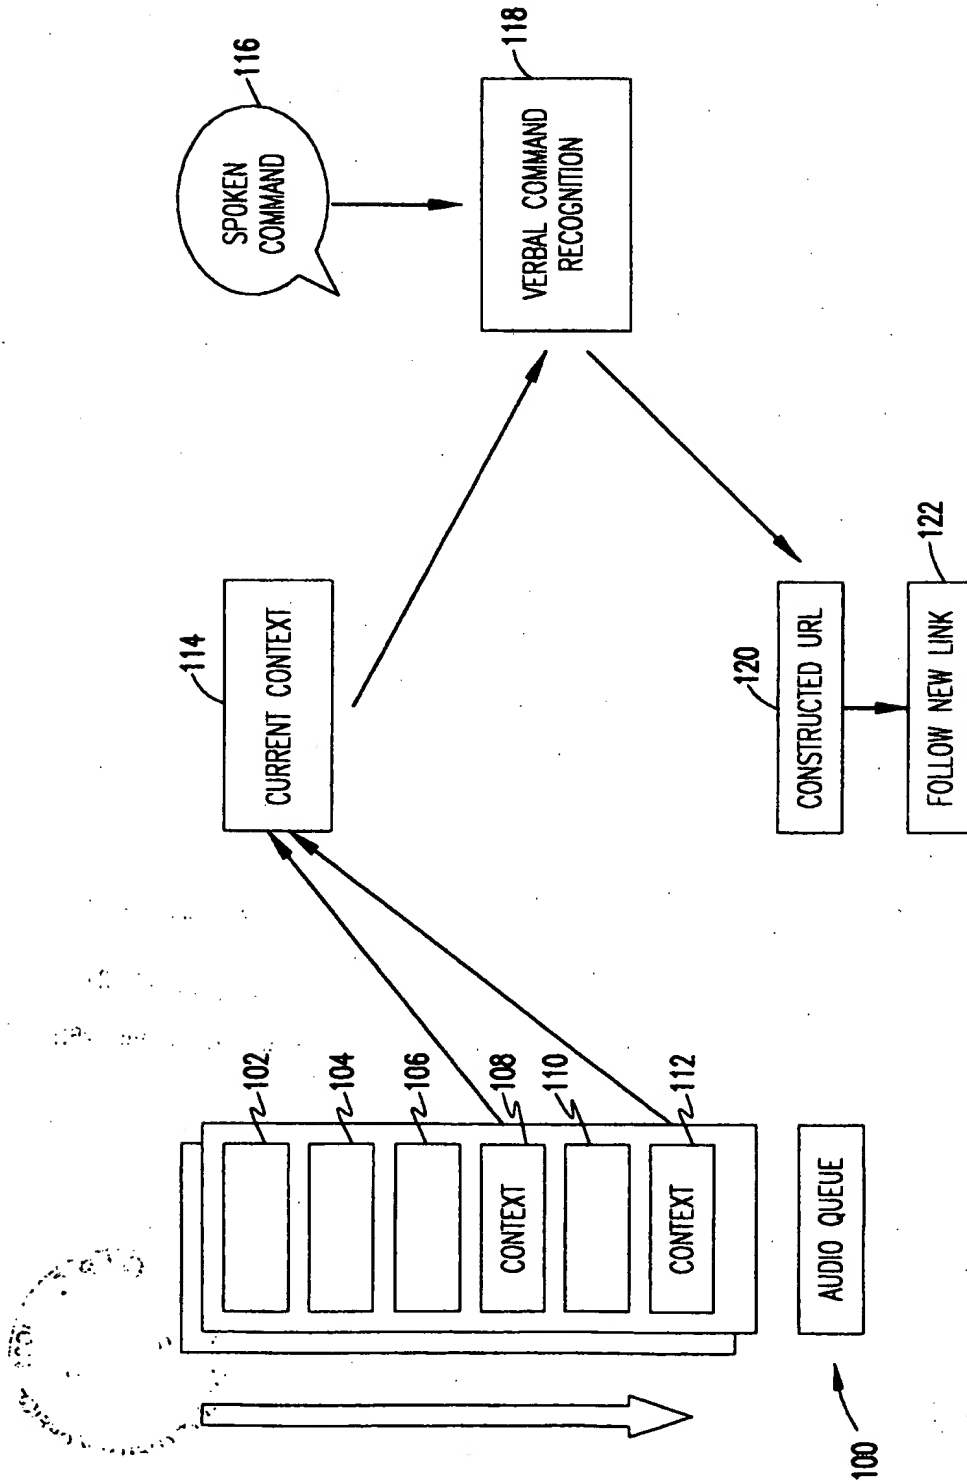 102
104
106
CONTEXT
108
110
CONTEXT
112
AUDIO QUEUE
100
114
CURRENT CONTEXT
SPOKEN
COMMAND
116
118
VERBAL COMMAND
RECOGNITION
120
CONSTRUCTED URL
122
FOLLOW NEW LINK